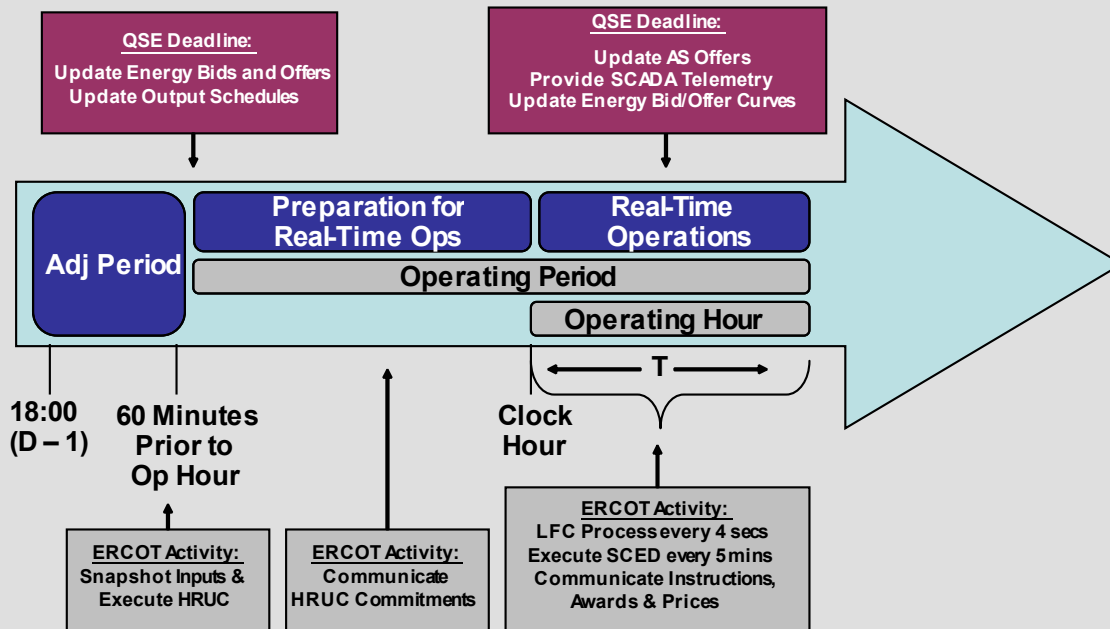 QSE Deadline:
Update Energy Bids and Offers
Update Output Schedules
QSE Deadline:
Update AS Offers
Provide SCADA Telemetry
Update Energy Bid/Offer Curves
Adj Period
Preparation for
Real-Time Ops
Real-Time
Operations
Operating Period
Operating Hour
T
18:00
(D – 1)
60 Minutes
Prior to
Op Hour
Clock
Hour
ERCOT Activity:
Snapshot Inputs &
Execute HRUC
ERCOT Activity:
Communicate
HRUC Commitments
ERCOT Activity:
LFC Process every 4 secs
Execute SCED every 5 mins
Communicate Instructions,
Awards & Prices